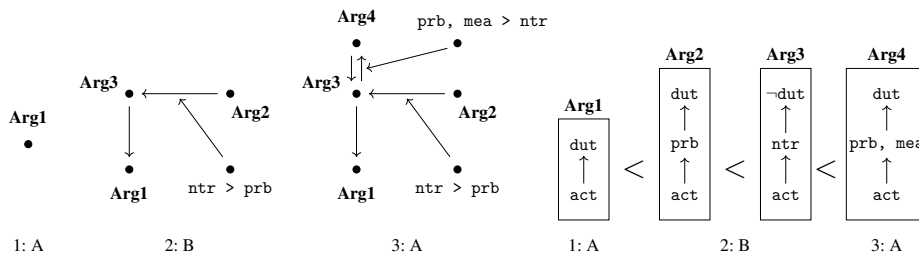 Arg1
1: A
Arg3
Arg2
Arg1
ntr > prb
2: B
Arg4
prb, mea > ntr
Arg3
Arg2
Arg1
ntr > prb
3: A
Arg1
dut
act
<
1: A
Arg2
dut
prb
act
<
Arg3
¬dut
ntr
act
2: B
<
Arg4
dut
prb, mea
act
3: A